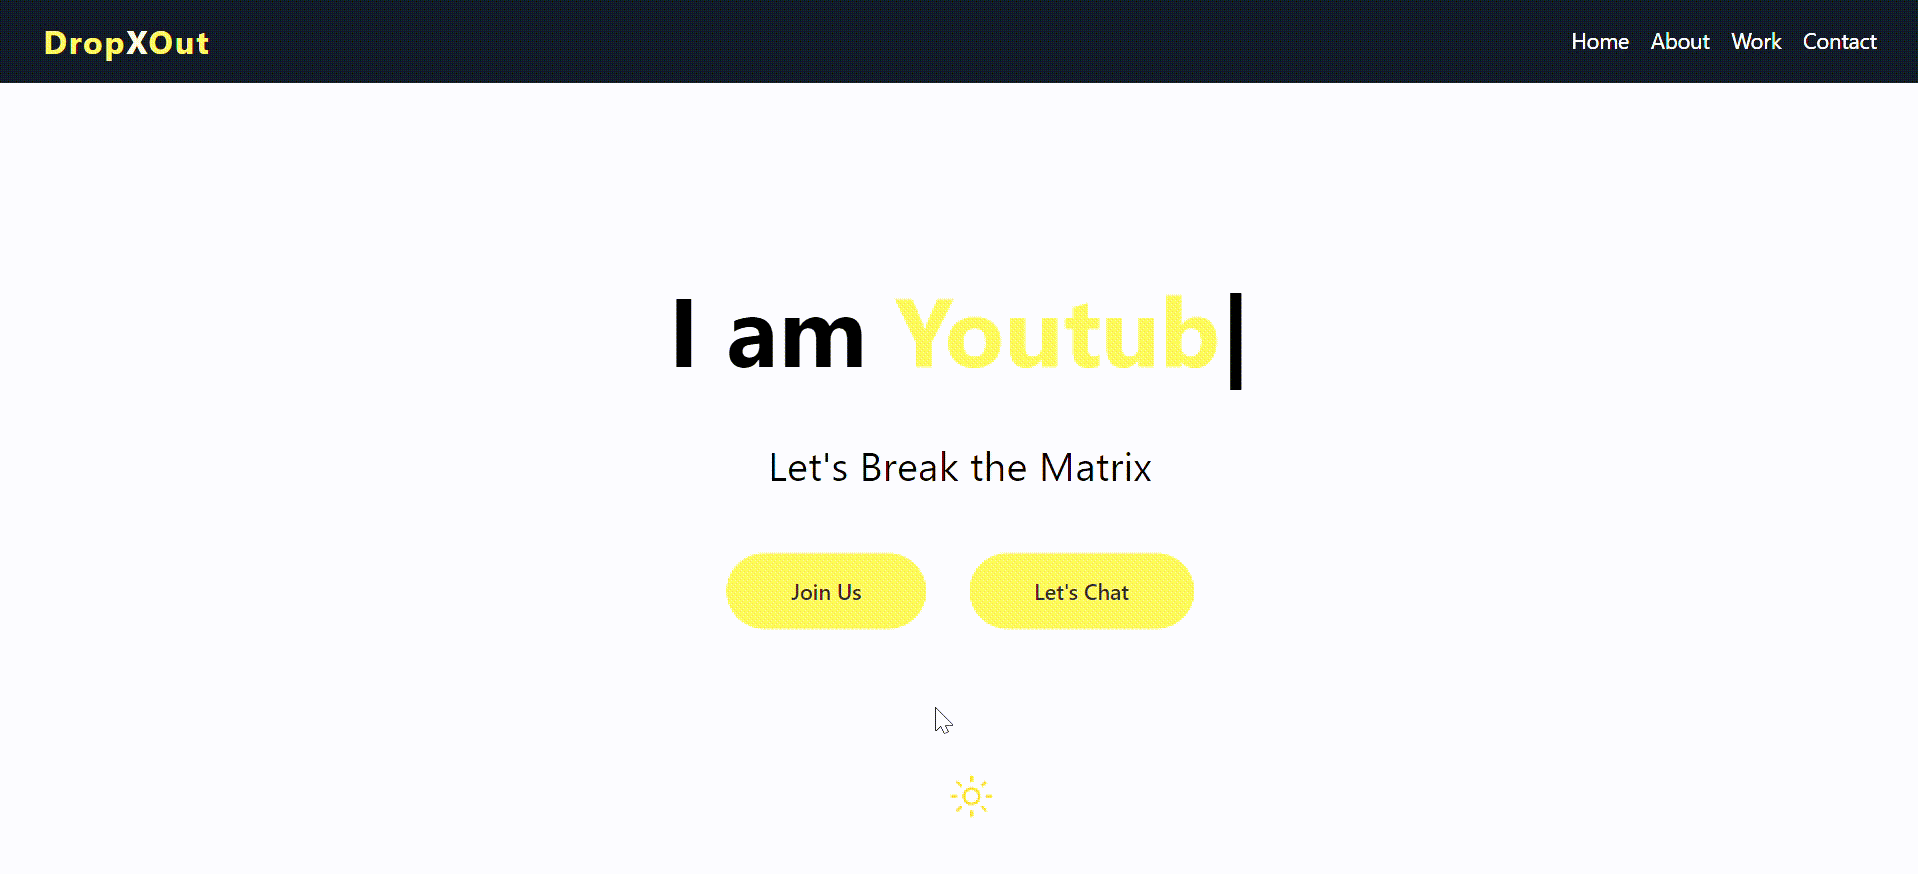 DropXOut
Home About Work Contact
I am Youtub|
Let's Break the Matrix
Join Us
Let's Chat